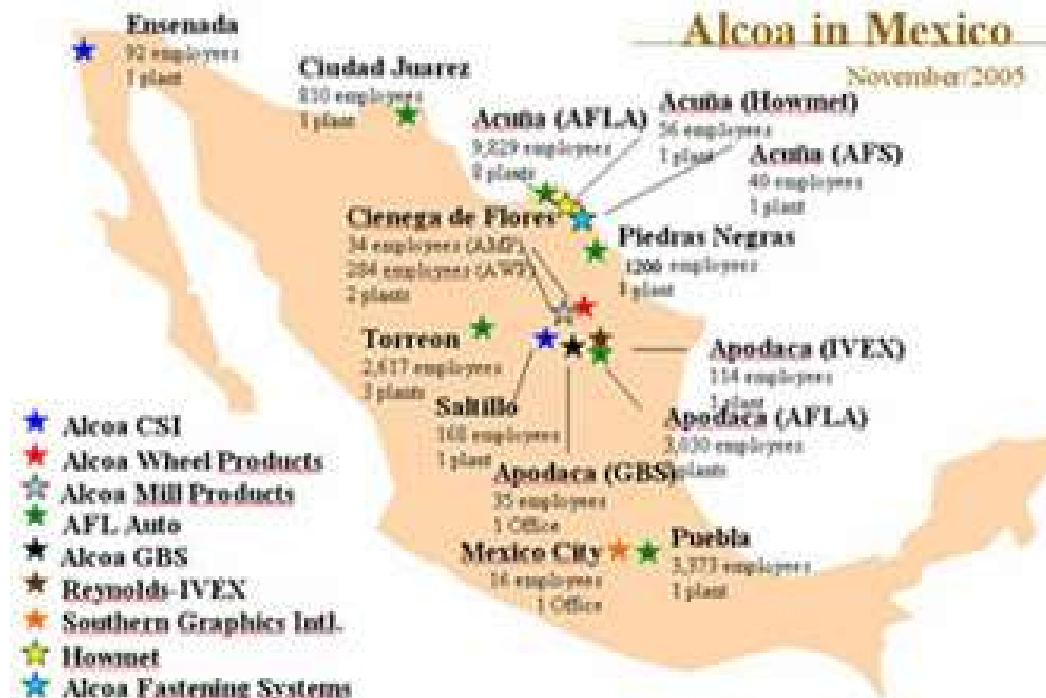 Alcoa in Mexico
November/2005
Ensenada
92 employees
1 plant
Ciudad Juarez
810 employees
1 plant
Acuña (AFLA)
9,829 employees
8 plants
Acuña (Howmet)
36 employees
1 plant
Acuña (AFS)
40 employees
1 plant
Cienega de Flores
34 employees (AMP)
284 employees (AWP)
2 plants
Piedras Negras
1266 employees
1 plant
Torreon
2,617 employees
3 plants
Saltillo
168 employees
1 plant
Apodaca (IVEX)
114 employees
1 plant
Apodaca (AFLA)
3,030 employees
plants
Apodaca (GBS)
35 employees
1 Office
Mexico City
16 employees
1 Office
Puebla
3,373 employees
1 plant
Alcoa CSI
Alcoa Wheel Products
Alcoa Mill Products
AFL Auto
Alcoa GBS
Reynolds-IVEX
Southern Graphics Intl.
Howmet
Alcoa Fastening Systems